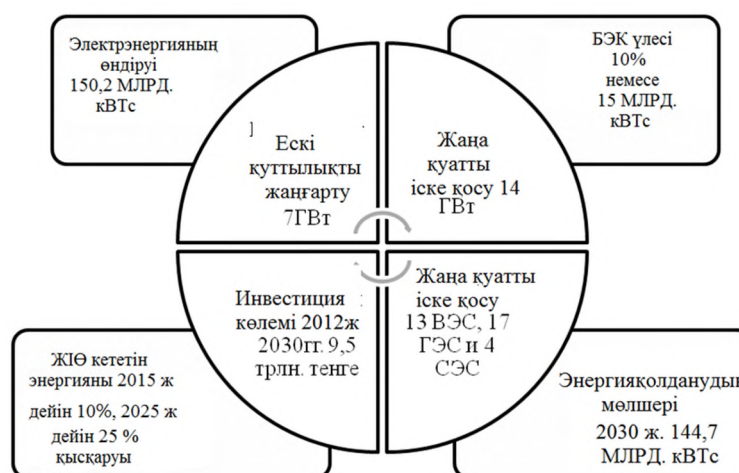 Электрэнергияның
өндіруі
150,2 МЛРД.
кВТс
БЭК үлесі
10%
немесе
15 МЛРД.
кВТс
Ескі
қуттылықты
жаңғарту
7ГВт
Жаңа
қуатты
іске қосу 14
ГВт
Инвестиция
көлемі 2012ж
2030гг. 9,5
трлн. тенге
Жаңа қуатты
іске қосу
13 ВЭС, 17
ГЭС и 4
СЭС
ЖІӨ кететін
энергияны 2015 ж
дейін 10%, 2025 ж
дейін 25 %
қысқаруы
Энергияқолданудың
мөлшері
2030 ж. 144,7
МЛРД. кВТс